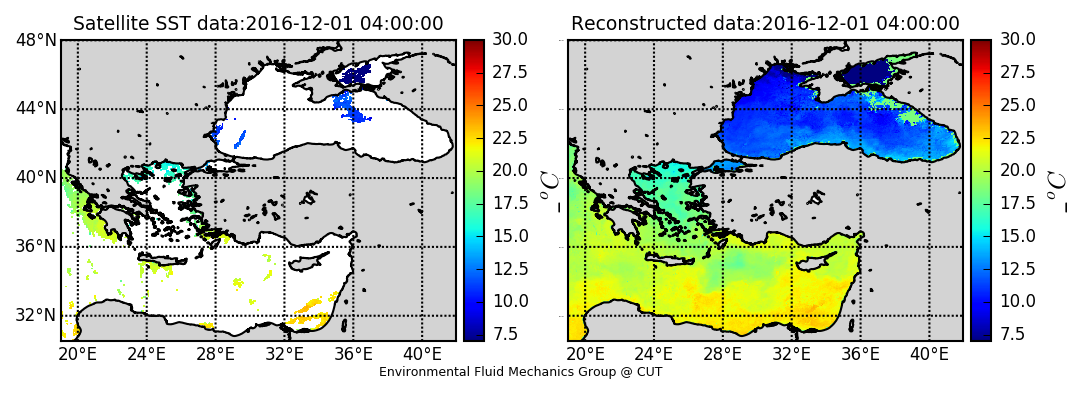 Satellite SST data:2016-12-01 04:00:00
48°N
44°N
40°N
36°N
32°N
20°E 24°E 28°E 32°E 36°E 40°E
30.0
27.5
25.0
22.5
20.0
17.5
15.0
12.5
10.0
7.5
_ °C
Reconstructed data:2016-12-01 04:00:00
20°E 24°E 28°E 32°E 36°E 40°E
30.0
27.5
25.0
22.5
20.0
17.5
15.0
12.5
10.0
7.5
_ °C
Environmental Fluid Mechanics Group @ CUT